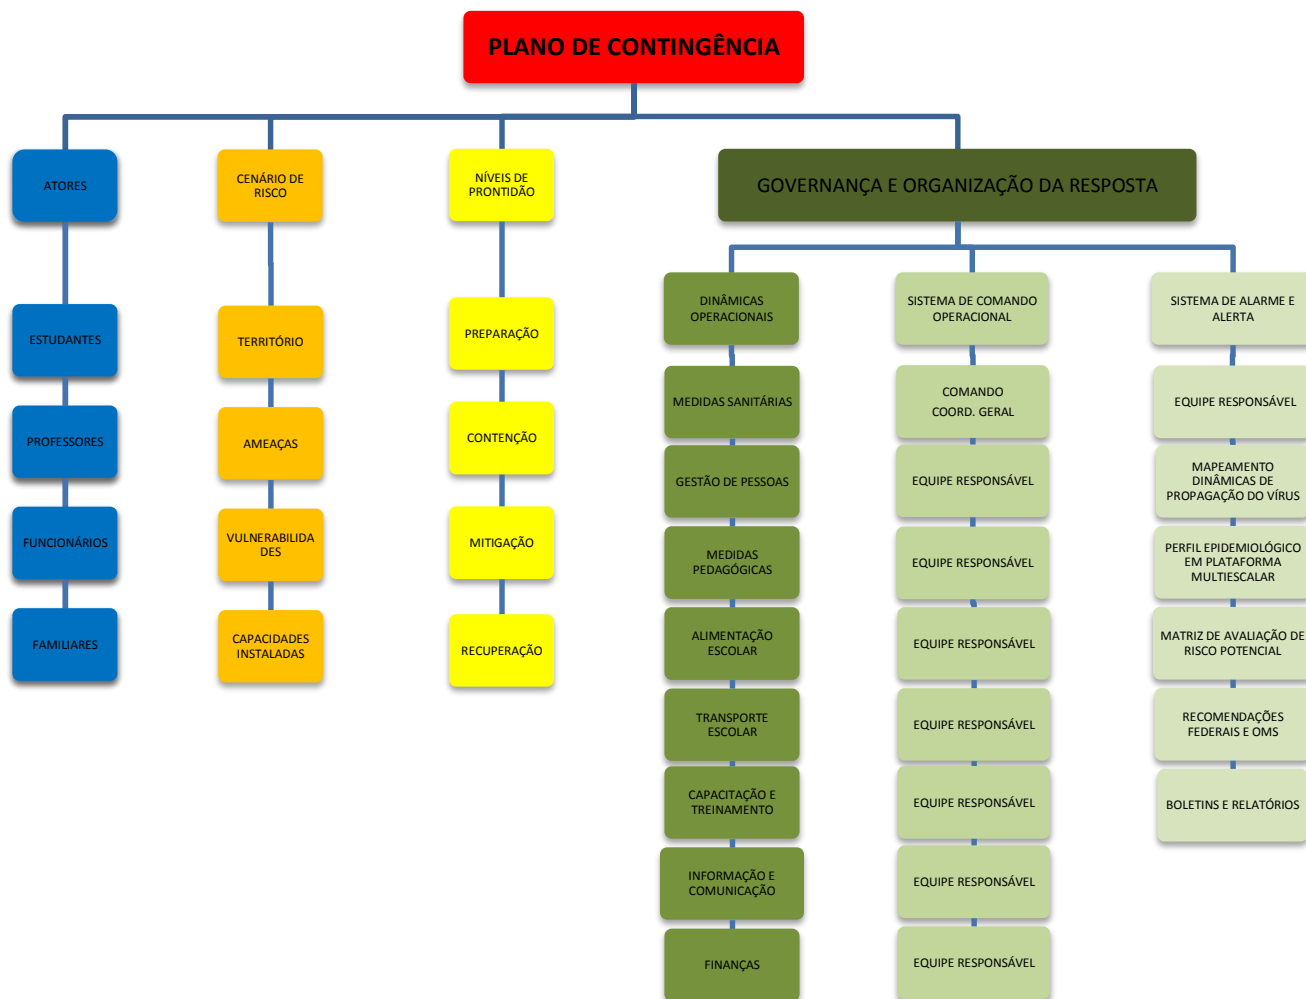 PLANO DE CONTINGÊNCIA
ATORES
CENÁRIO DE
RISCO
NÍVEIS DE
PRONTIDÃO
GOVERNANÇA E ORGANIZAÇÃO DA RESPOSTA
ESTUDANTES
PROFESSORES
FUNCIONÁRIOS
FAMILIARES
TERRITÓRIO
AMEAÇAS
VULNERABILIDA
DES
CAPACIDADES
INSTALADAS
PREPARAÇÃO
CONTENÇÃO
MITIGAÇÃO
RECUPERAÇÃO
DINÂMICAS
OPERACIONAIS
MEDIDAS SANITÁRIAS
GESTÃO DE PESSOAS
MEDIDAS
PEDAGÓGICAS
ALIMENTAÇÃO
ESCOLAR
TRANSPORTE
ESCOLAR
CAPACITAÇÃO E
TREINAMENTO
INFORMAÇÃO E
COMUNICAÇÃO
FINANÇAS
SISTEMA DE COMANDO
OPERACIONAL
COMANDO
COORD. GERAL
EQUIPE RESPONSÁVEL
EQUIPE RESPONSÁVEL
EQUIPE RESPONSÁVEL
EQUIPE RESPONSÁVEL
EQUIPE RESPONSÁVEL
EQUIPE RESPONSÁVEL
EQUIPE RESPONSÁVEL
SISTEMA DE ALARME E
ALERTA
EQUIPE RESPONSÁVEL
MAPEAMENTO
DINÂMICAS DE
PROPAGAÇÃO DO VÍRUS
PERFIL EPIDEMIOLÓGICO
EM PLATAFORMA
MULTIESCALAR
MATRIZ DE AVALIAÇÃO DE
RISCO POTENCIAL
RECOMENDAÇÕES
FEDERAIS E OMS
BOLETINS E RELATÓRIOS